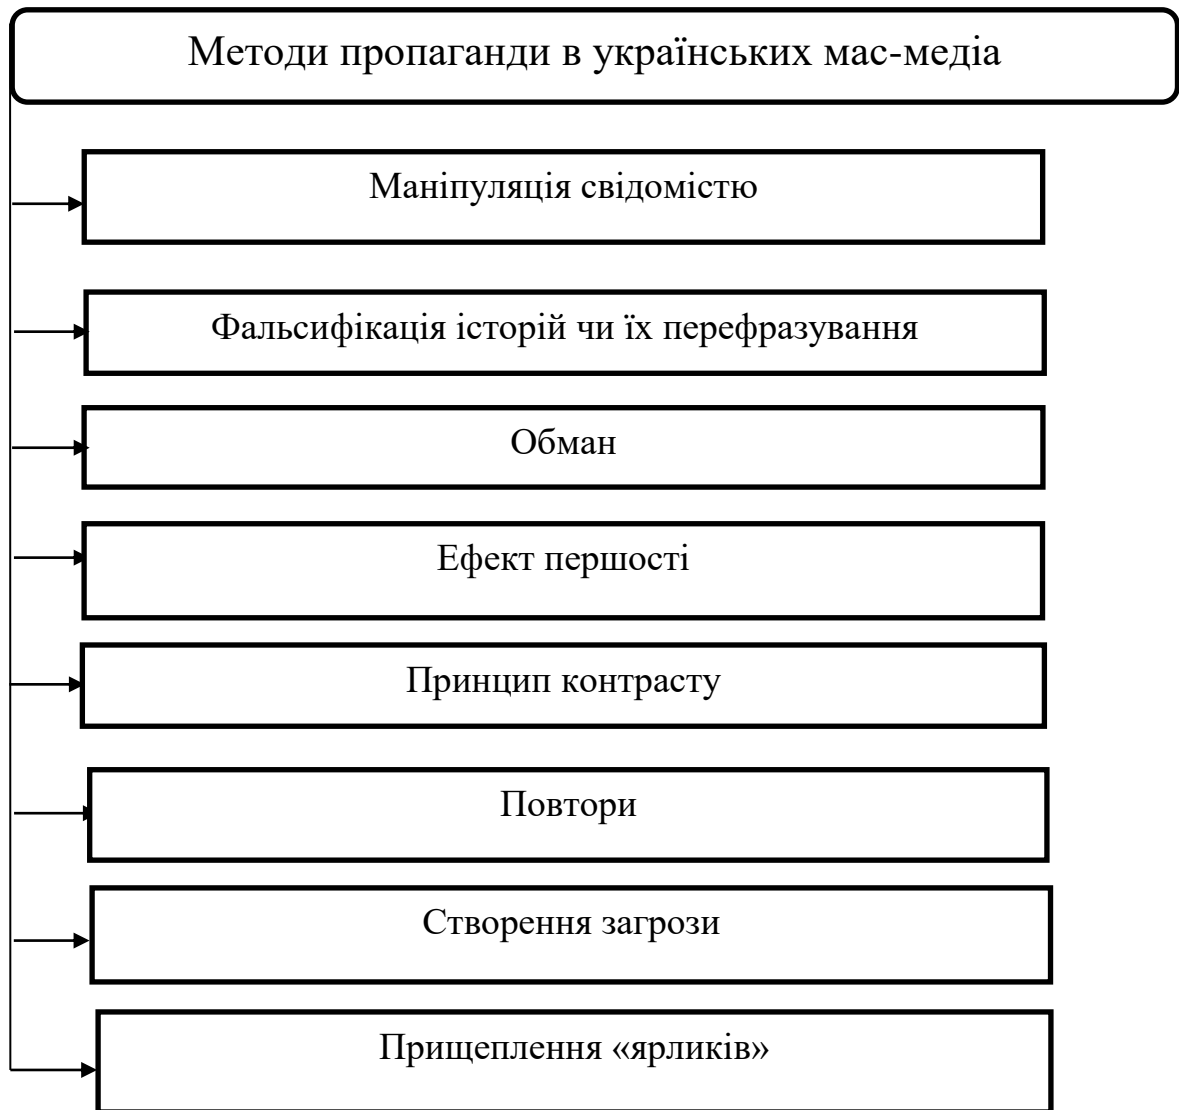 Методи пропаганди в українських мас-медіа
Маніпуляція свідомістю
Фальсифікація історій чи їх перефразування
Обман
Ефект першості
Принцип контрасту
Повтори
Створення загрози
Прищеплення «ярликів»